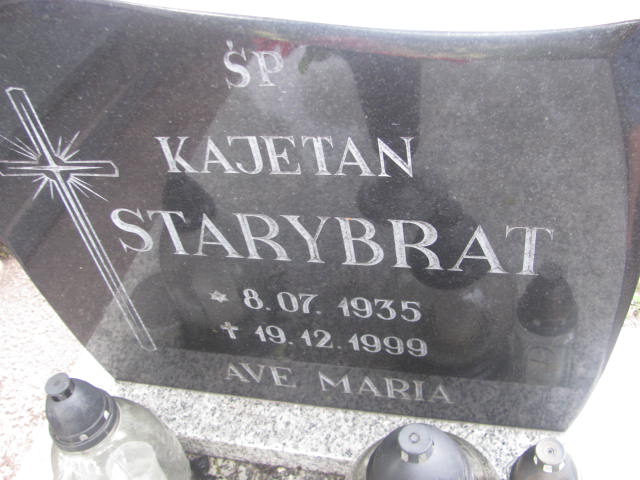 ŚP
KAJETAN
STARYBRAT
* 8.07.1935
✝ 19.12.1999
AVE MARIA